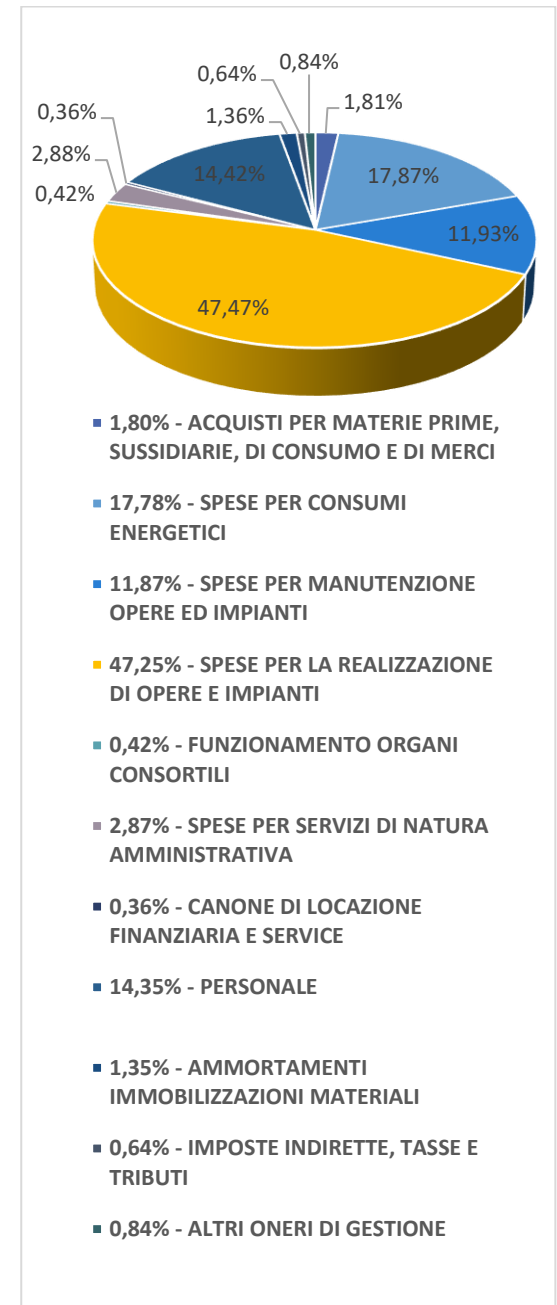 0,84%
0,64%
1,36%
1,81%
0,36%
2,88%
0,42%
14,42%
17,87%
11,93%
47,47%
1,80% - ACQUISTI PER MATERIE PRIME,
SUSSIDIARIE, DI CONSUMO E DI MERCI
17,78% - SPESE PER CONSUMI
ENERGETICI
11,87% - SPESE PER MANUTENZIONE
OPERE ED IMPIANTI
47,25% - SPESE PER LA REALIZZAZIONE
DI OPERE E IMPIANTI
0,42% - FUNZIONAMENTO ORGANI
CONSORTILI
2,87% - SPESE PER SERVIZI DI NATURA
AMMINISTRATIVA
0,36% - CANONE DI LOCAZIONE
FINANZIARIA E SERVICE
14,35% - PERSONALE
1,35% - AMMORTAMENTI
IMMOBILIZZAZIONI MATERIALI
0,64% - IMPOSTE INDIRETTE, TASSE E
TRIBUTI
0,84% - ALTRI ONERI DI GESTIONE